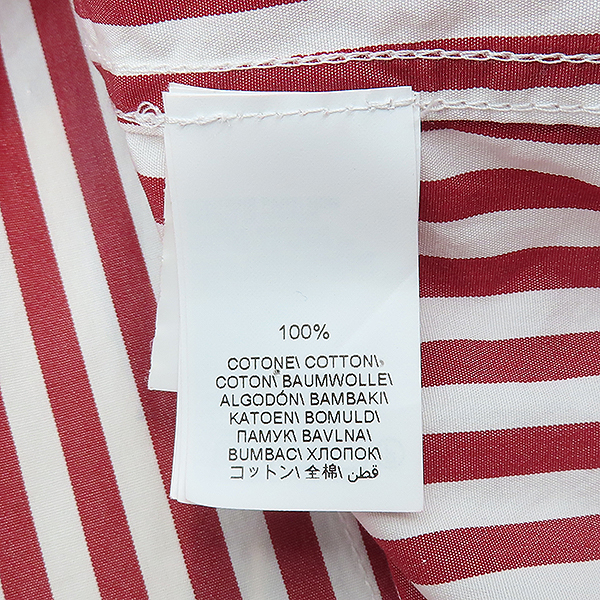 100%
COTONE\ COTTON\
COTON\ BAUMWOLLE\
ALGODÓN\ BAMBAKI\
KATOEN\ BOMULD\
ПАМУК\ BAVLNA\
BUMBAC\ ХЛОПОК\
コットン\ 全棉\ قطن